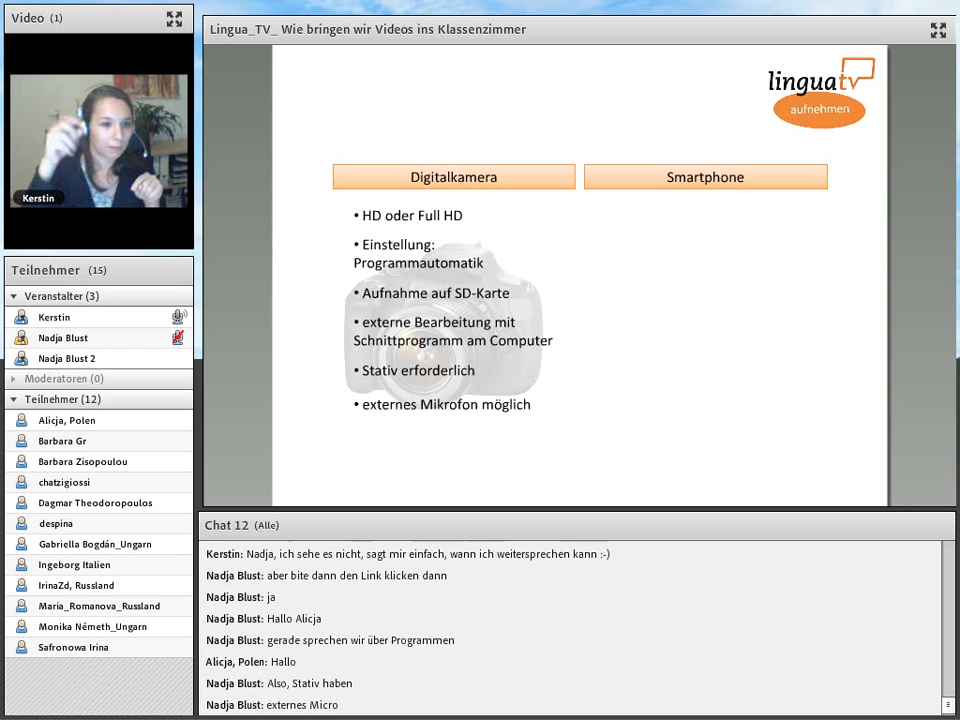 Video (1)
Kerstin
Teilnehmer (15)
Veranstalter (3)
Kerstin
Nadja Blust
Nadja Blust 2
Moderatoren (0)
Teilnehmer (12)
Alicja, Polen
Barbara Gr
Barbara Zisopoulou
chatzigiossi
Dagmar Theodoropoulos
despina
Gabriella Bogdán_Ungarn
Ingeborg Italien
IrinaZd, Russland
Maria_Romanova_Russland
Monika Németh_Ungarn
Safronowa Irina
Lingua_TV_ Wie bringen wir Videos ins Klassenzimmer
linguatv
aufnehmen
Digitalkamera
Smartphone
• HD oder Full HD
• Einstellung:
Programmautomatik
• Aufnahme auf SD-Karte
• externe Bearbeitung mit
Schnittprogramm am Computer
• Stativ erforderlich
• externes Mikrofon möglich
Chat 12 (Alle)
Kerstin: Nadja, ich sehe es nicht, sagt mir einfach, wann ich weitersprechen kann :-)
Nadja Blust: aber bite dann den Link klicken dann
Nadja Blust: ja
Nadja Blust: Hallo Alicja
Nadja Blust: gerade sprechen wir über Programmen
Alicja, Polen: Hallo
Nadja Blust: Also, Stativ haben
Nadja Blust: externes Micro